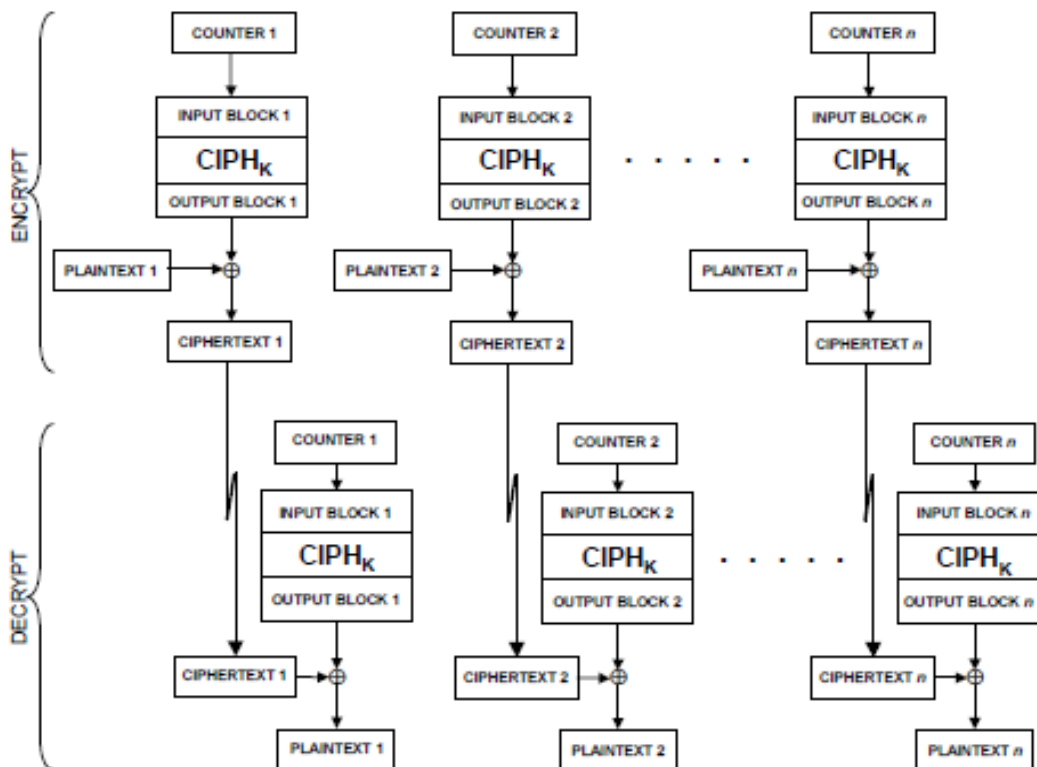 ENCRYPT
COUNTER 1 COUNTER 2 COUNTER n
INPUT BLOCK 1 INPUT BLOCK 2 INPUT BLOCK n
CIPHK CIPHK . . . . . CIPHK
OUTPUT BLOCK 1 OUTPUT BLOCK 2 OUTPUT BLOCK n
PLAINTEXT 1 PLAINTEXT 2 PLAINTEXT n
CIPHERTEXT 1 CIPHERTEXT 2 CIPHERTEXT n
DECRYPT
COUNTER 1 COUNTER 2 COUNTER n
INPUT BLOCK 1 INPUT BLOCK 2 INPUT BLOCK n
CIPHK CIPHK . . . . . CIPHK
OUTPUT BLOCK 1 OUTPUT BLOCK 2 OUTPUT BLOCK n
CIPHERTEXT 1 CIPHERTEXT 2 CIPHERTEXT n
PLAINTEXT 1 PLAINTEXT 2 PLAINTEXT n